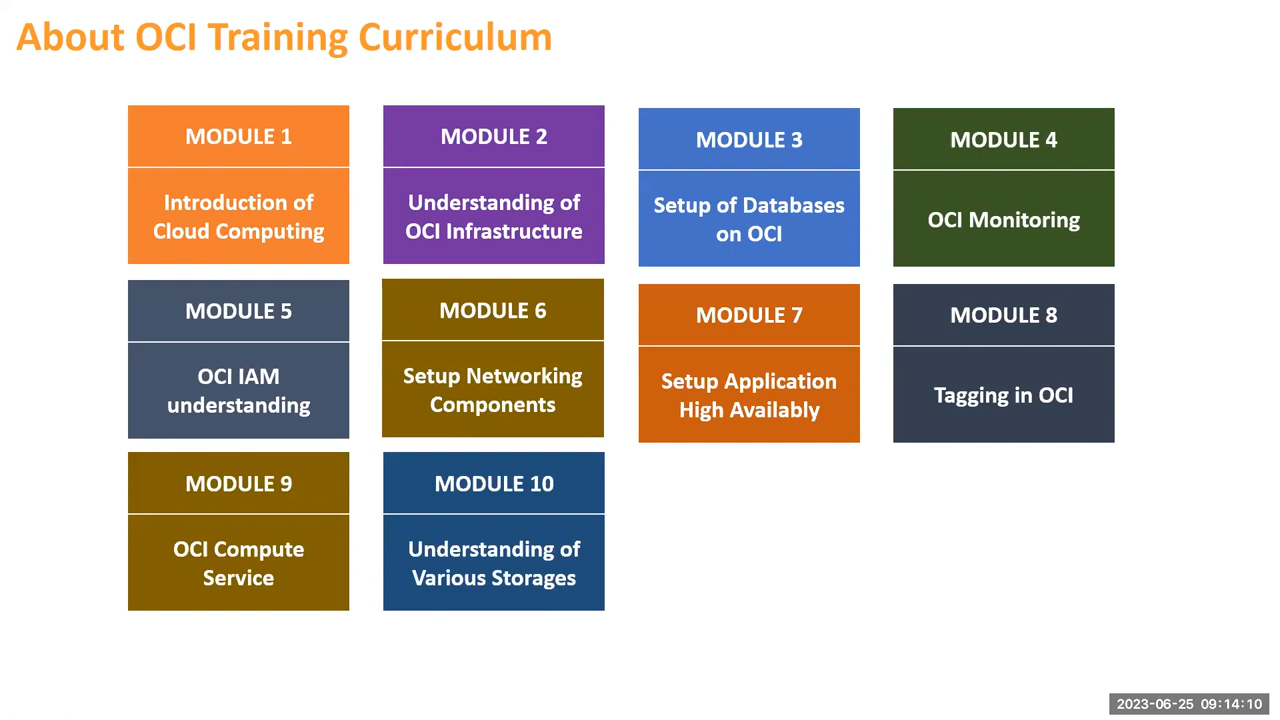 About OCI Training Curriculum
MODULE 1
Introduction of
Cloud Computing
MODULE 2
Understanding of
OCI Infrastructure
MODULE 3
Setup of Databases
on OCI
MODULE 4
OCI Monitoring
MODULE 5
OCI IAM
understanding
MODULE 6
Setup Networking
Components
MODULE 7
Setup Application
High Availably
MODULE 8
Tagging in OCI
MODULE 9
OCI Compute
Service
MODULE 10
Understanding of
Various Storages
2023-06-25 09:14:10